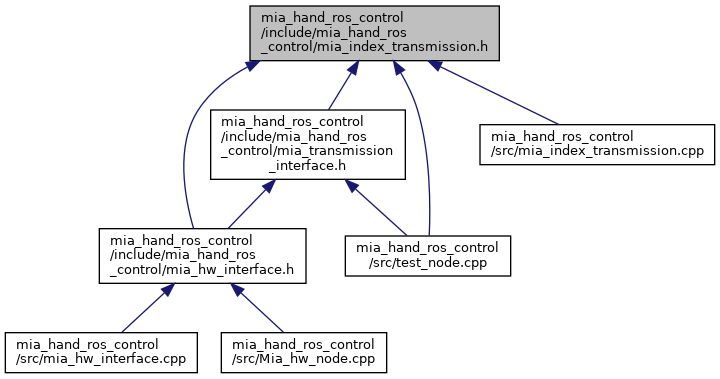 mia_hand_ros_control
/include/mia_hand_ros
_control/mia_index_transmission.h
mia_hand_ros_control
/include/mia_hand_ros
_control/mia_transmission
_interface.h
mia_hand_ros_control
/src/mia_index_transmission.cpp
mia_hand_ros_control
/include/mia_hand_ros
_control/mia_hw_interface.h
mia_hand_ros_control
/src/test_node.cpp
mia_hand_ros_control
/src/mia_hw_interface.cpp
mia_hand_ros_control
/src/Mia_hw_node.cpp